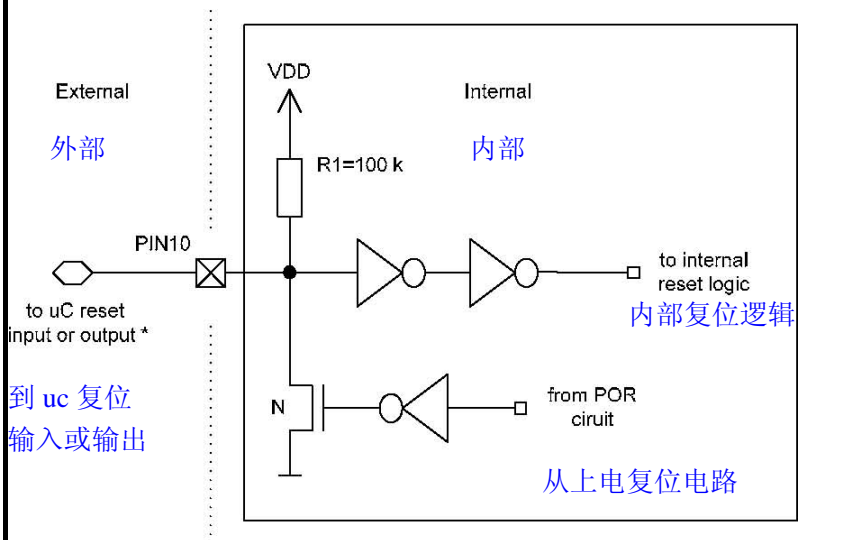 VDD
External
Internal
外部
内部
R1=100 k
PIN10
to internal
reset logic
内部复位逻辑
to uC reset
input or output *
到 uc 复位
输入或输出
N
from POR
ciruit
从上电复位电路